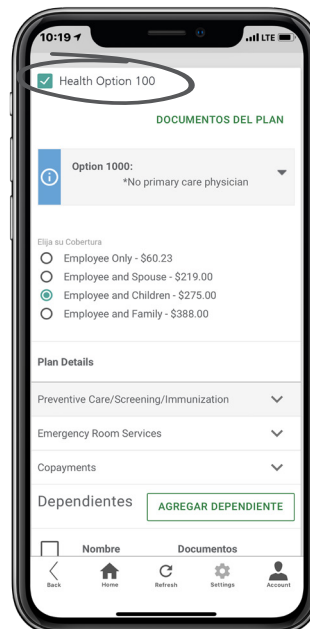 10:19
LTE
Health Option 100
DOCUMENTOS DEL PLAN
Option 1000:
*No primary care physician
Elija su Cobertura
Employee Only - $60.23
Employee and Spouse - $219.00
Employee and Children - $275.00
Employee and Family - $388.00
Plan Details
Preventive Care/Screening/Immunization
Emergency Room Services
Copayments
Dependientes
AGREGAR DEPENDIENTE
Nombre Documentos
Back Home Refresh Settings Account